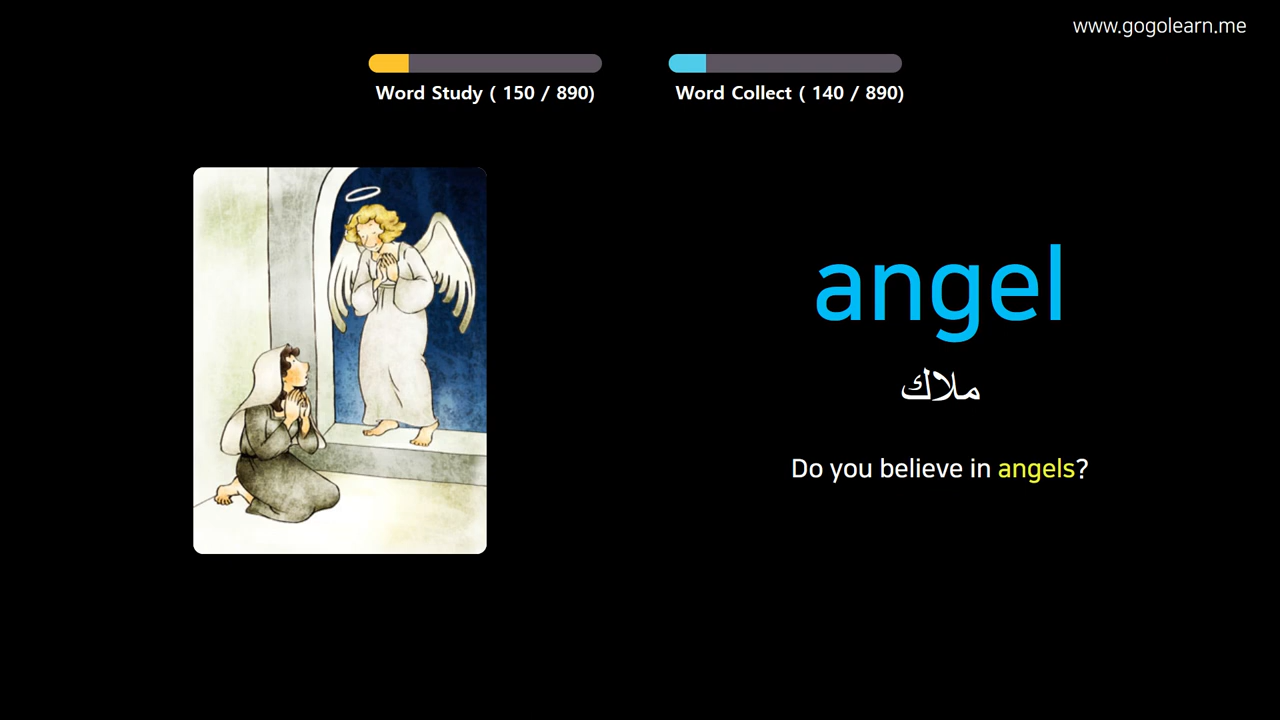 www.gogolearn.me
Word Study ( 150 / 890)
Word Collect ( 140 / 890)
angel
ملاك
Do you believe in angels?